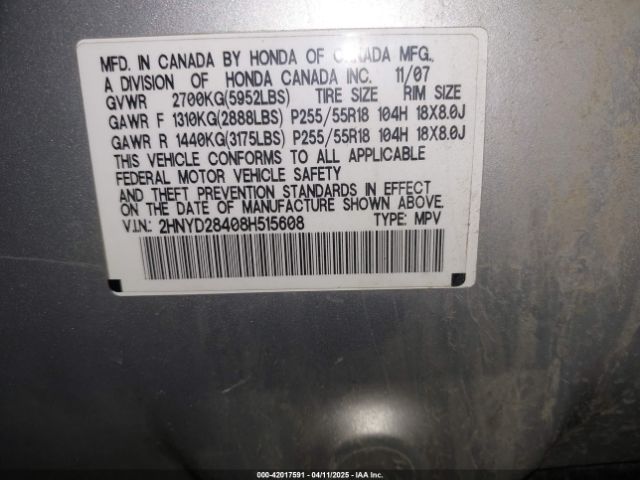 MFD. IN CANADA BY HONDA OF CANADA MFG.,
A DIVISION OF HONDA CANADA INC. 11/07
GVWR 2700KG(5952LBS) TIRE SIZE RIM SIZE
GAWR F 1310KG(2888LBS) P255/55R18 104H 18X8.0J
GAWR R 1440KG(3175LBS) P255/55R18 104H 18X8.0J
THIS VEHICLE CONFORMS TO ALL APPLICABLE
FEDERAL MOTOR VEHICLE SAFETY
AND THEFT PREVENTION STANDARDS IN EFFECT
ON THE DATE OF MANUFACTURE SHOWN ABOVE.
V.I.N.: 2HNYD28408H515608 TYPE: MPV
000-42017591 - 04/11/2025 - IAA Inc.